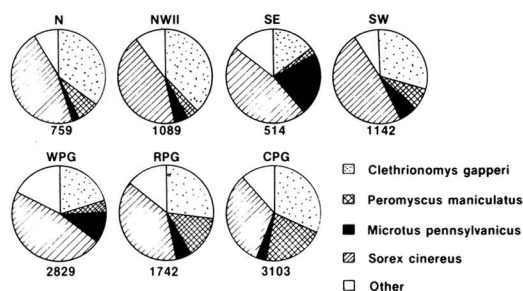 N NWII SE SW
759 1089 514 1142
WPG RPG CPG
2829 1742 3103
Clethrionomys gapperi
Peromyscus maniculatus
Microtus pennsylvanicus
Sorex cinereus
Other